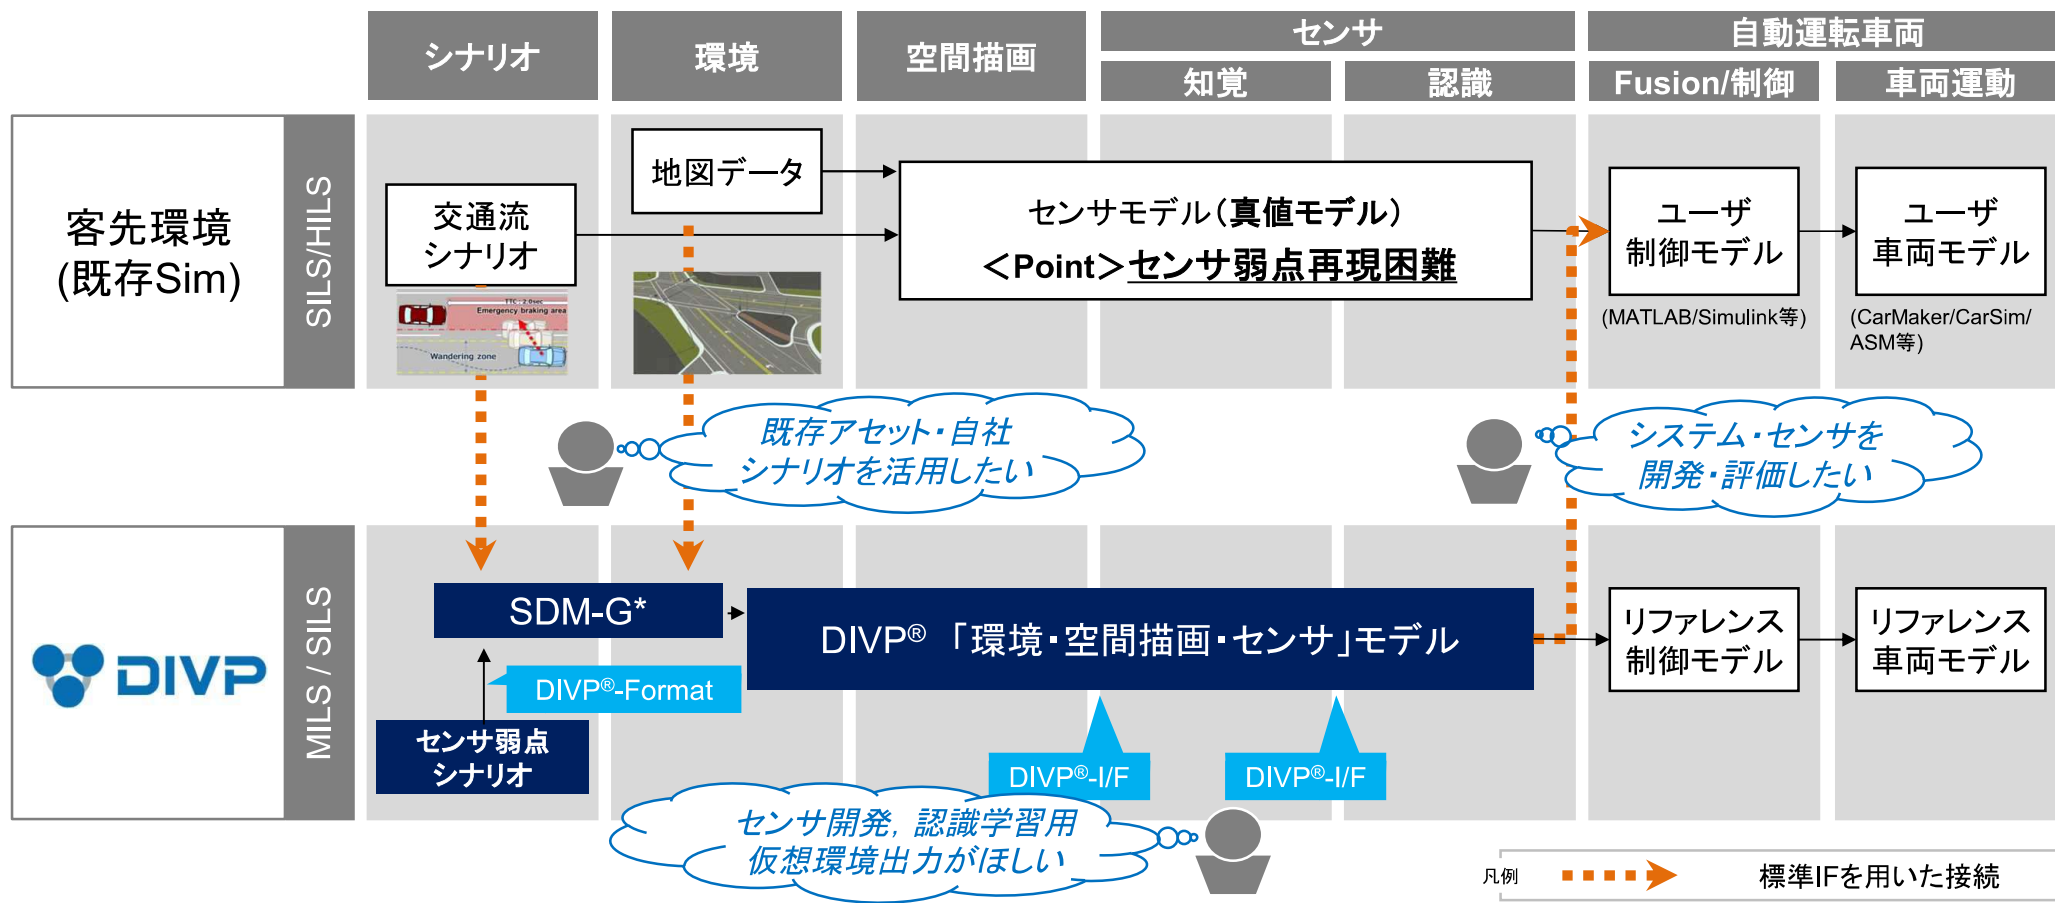 シナリオ
環境
空間描画
センサ
知覚
認識
自動運転車両
Fusion/制御
車両運動
客先環境
(既存Sim)
SILS/HILS
交通流
シナリオ
地図データ
センサモデル（真値モデル）
＜Point＞センサ弱点再現困難
ユーザ
制御モデル
(MATLAB/Simulink等)
ユーザ
車両モデル
(CarMaker/CarSim/
ASM等)
TTC - 2.0sec
Emergency braking area
Wandering zone
既存アセット・自社
シナリオを活用したい
システム・センサを
開発・評価したい
DIVP
MILS / SILS
SDM-G*
DIVP®「環境・空間描画・センサ」モデル
リファレンス
制御モデル
リファレンス
車両モデル
DIVP®-Format
センサ弱点
シナリオ
DIVP®-I/F
DIVP®-I/F
センサ開発，認識学習用
仮想環境出力がほしい
凡例
標準IFを用いた接続